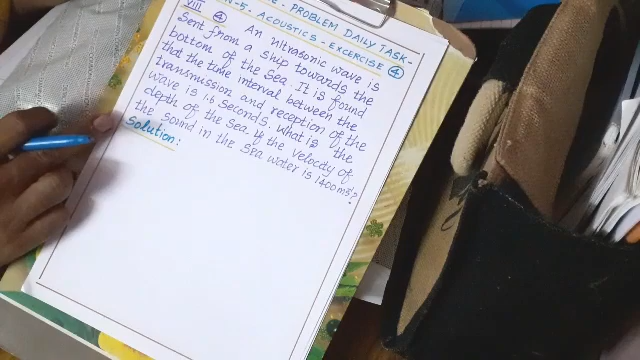 PROBLEM DAILY TASK-
VIII
N-5. ACOUSTICS - EXCERCISE ④
④ An ultrasonic wave is
sent from a ship towards the
bottom of the Sea. It is found
that the time interval between the
transmission and reception of the
wave is 1.6 Seconds. What is the
depth of the Sea. If the velocity of
the sound in the sea water is 1400 ms⁻¹?
Solution: